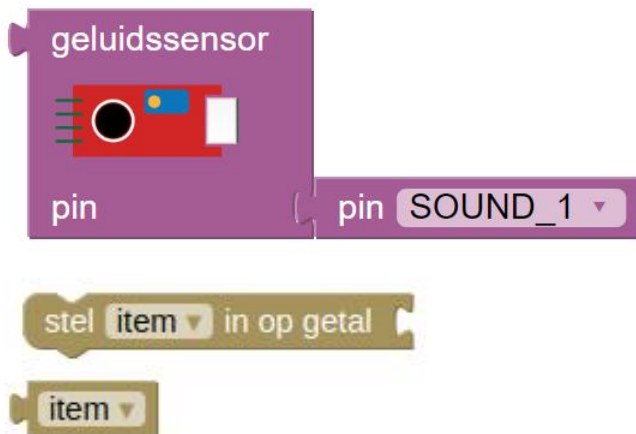 geluidssensor
pin pin SOUND_1
stel item in op getal
item